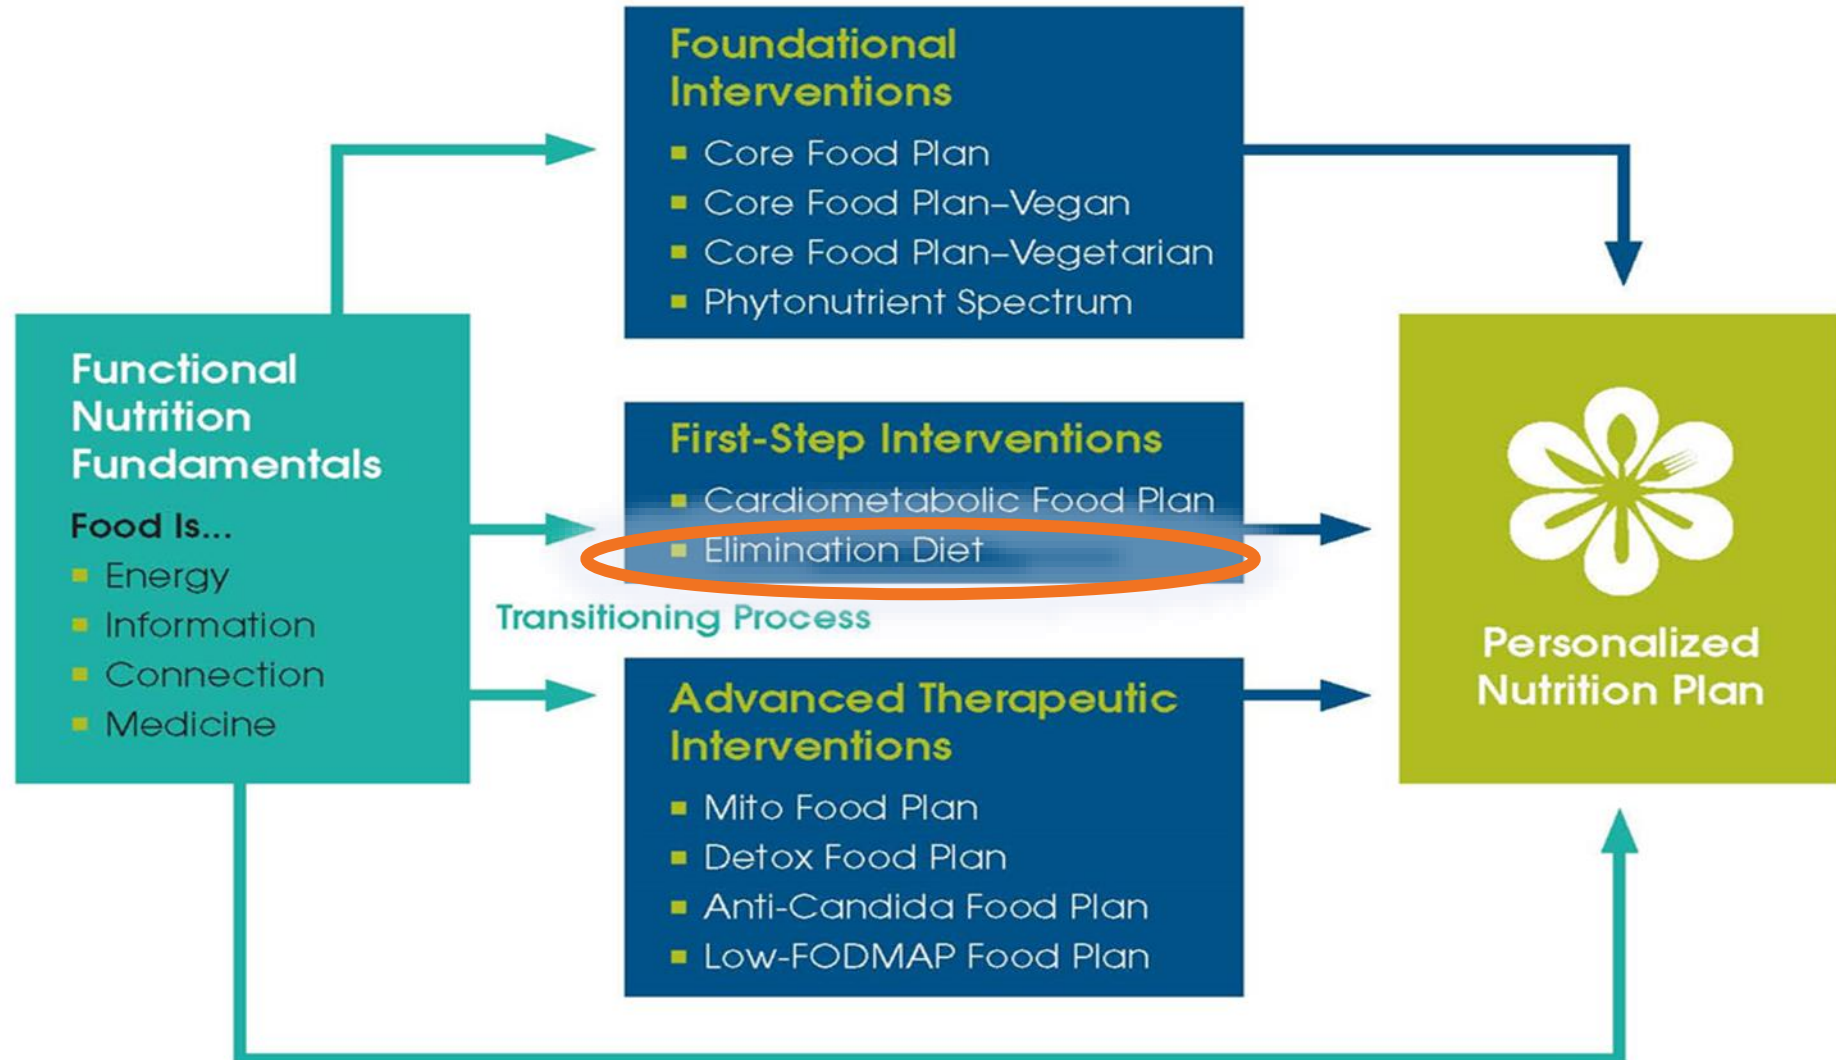 Foundational
Interventions
Core Food Plan
Core Food Plan–Vegan
Core Food Plan–Vegetarian
Phytonutrient Spectrum
Functional
Nutrition
Fundamentals
Food Is...
Energy
Information
Connection
Medicine
First-Step Interventions
Cardiometabolic Food Plan
Elimination Diet
Transitioning Process
Advanced Therapeutic
Interventions
Mito Food Plan
Detox Food Plan
Anti-Candida Food Plan
Low-FODMAP Food Plan
Personalized
Nutrition Plan